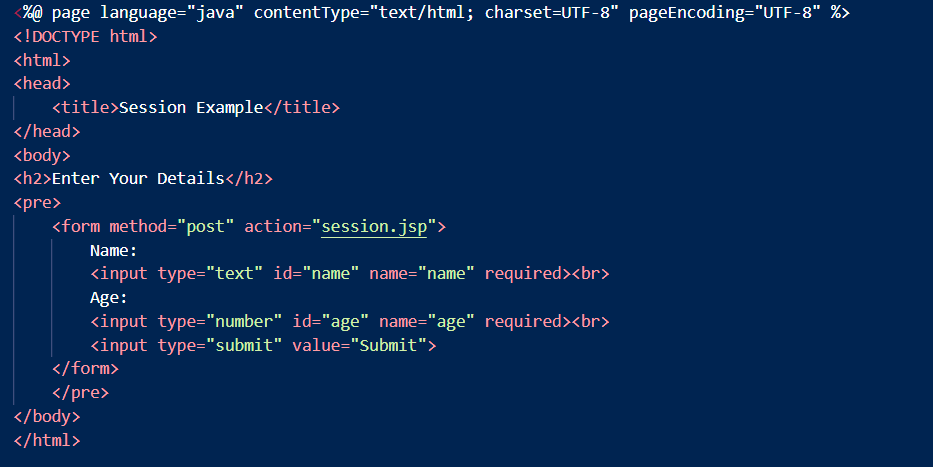 <%@ page language="java" contentType="text/html; charset=UTF-8" pageEncoding="UTF-8" %>
<!DOCTYPE html>
<html>
<head>
    <title>Session Example</title>
</head>
<body>
<h2>Enter Your Details</h2>
<pre>
    <form method="post" action="session.jsp">
        Name:
        <input type="text" id="name" name="name" required><br>
        Age:
        <input type="number" id="age" name="age" required><br>
        <input type="submit" value="Submit">
    </form>
    </pre>
</body>
</html>